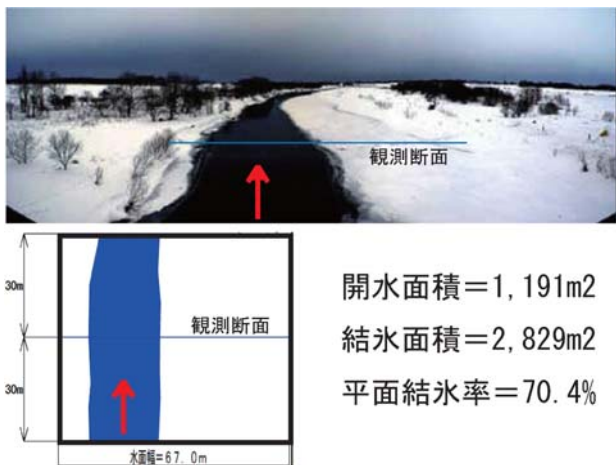 観測断面
30m
観測断面
30m
水面幅=67.0m
開水面積=1,191m2
結氷面積=2,829m2
平面結氷率=70.4%